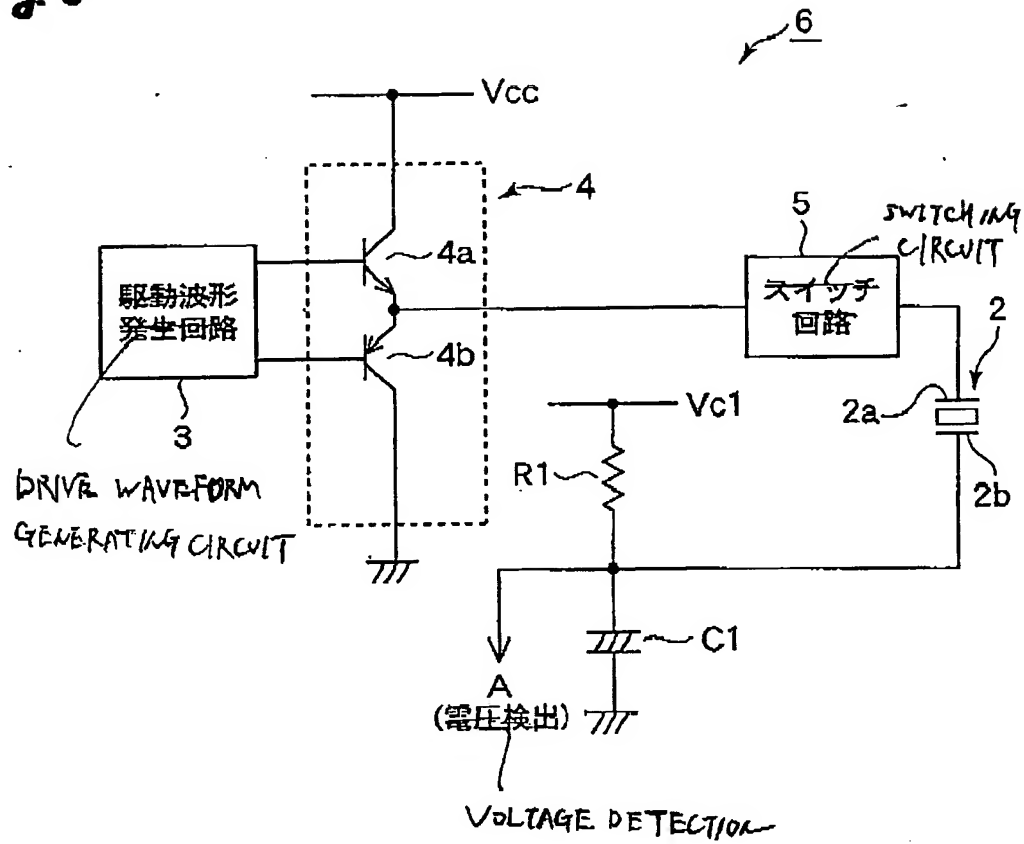 6
Vcc
4
5
SWITCHING
CIRCUIT
4a
駆動波形
発生回路
スイッチ
回路
4b
2
3
Vc1
2a
R1
2b
DRIVE WAVEFORM
GENERATING CIRCUIT
C1
A
(電圧検出)
VOLTAGE DETECTION